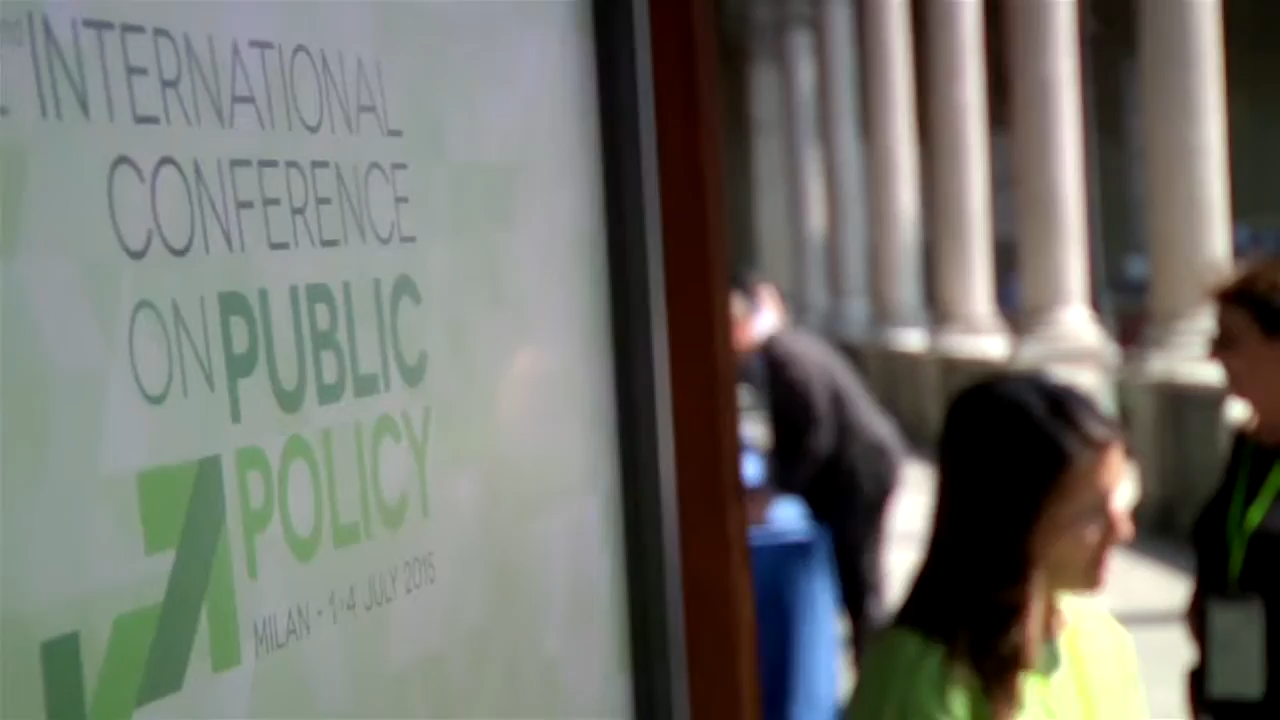 INTERNATIONAL
CONFERENCE
ON PUBLIC
POLICY
MILAN - 1•4 JULY 2015